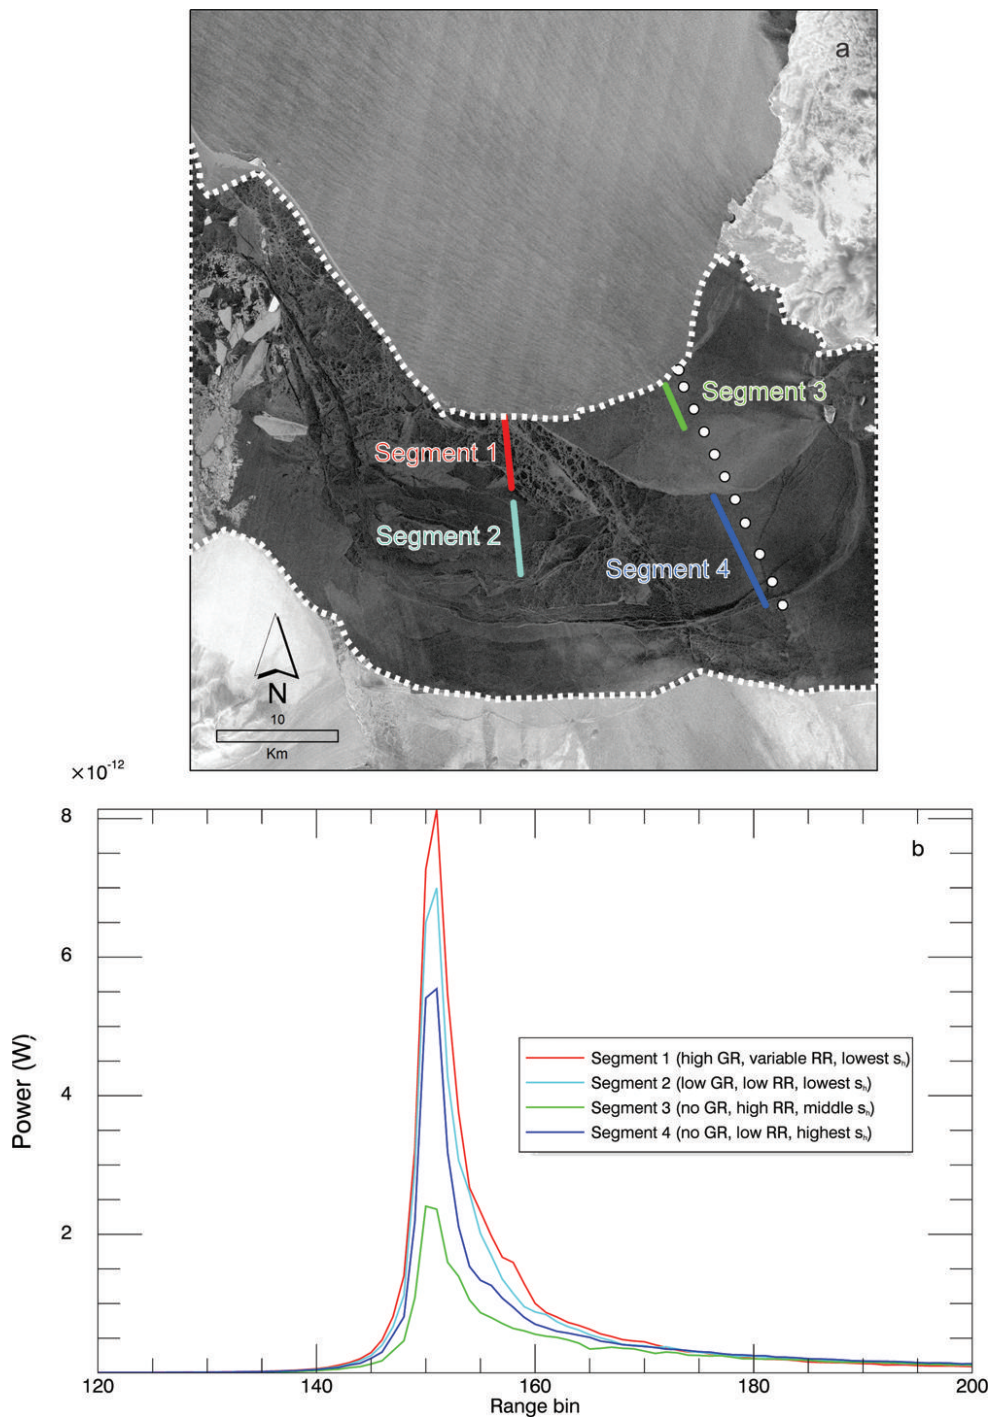 a
Segment 3
Segment 1
Segment 2
Segment 4
N
10
Km
×10⁻¹²
8
b
6
Power (W)
Segment 1 (high GR, variable RR, lowest sₕ)
Segment 2 (low GR, low RR, lowest sₕ)
4
Segment 3 (no GR, high RR, middle sₕ)
Segment 4 (no GR, low RR, highest sₕ)
2
120 140 160 180 200
Range bin